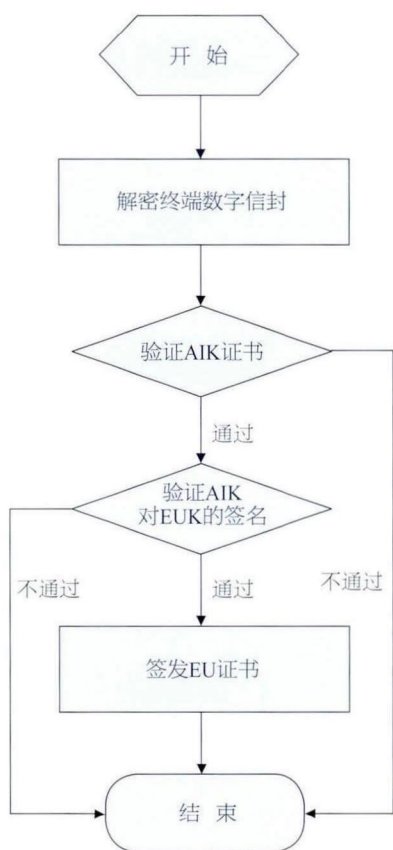 开 始
解密终端数字信封
验证AIK证书
通过
验证AIK
对EUK的签名
不通过
通过
不通过
签发EU证书
结 束